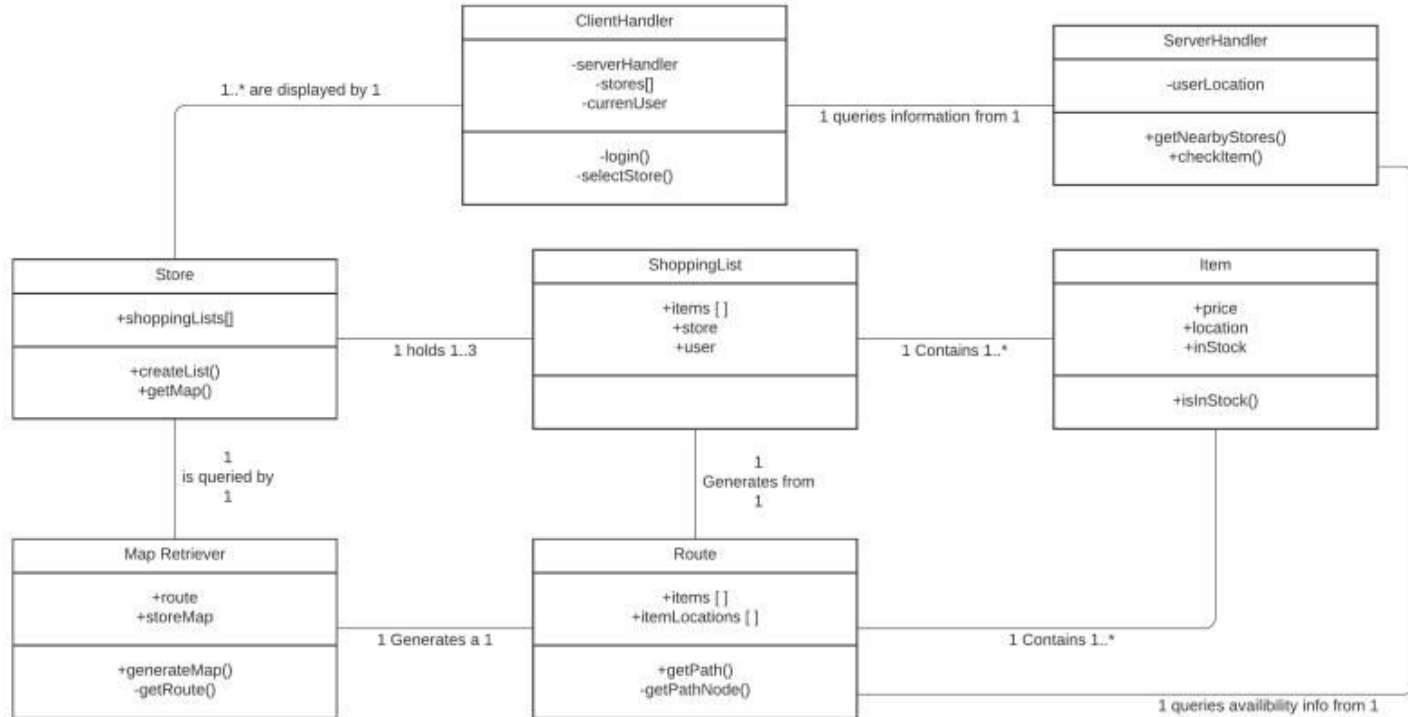 ClientHandler
-serverHandler
-stores[]
-currenUser
-login()
-selectStore()
ServerHandler
-userLocation
+getNearbyStores()
+checkItem()
1..* are displayed by 1
1 queries information from 1
Store
+shoppingLists[]
+createList()
+getMap()
1 holds 1..3
ShoppingList
+items [ ]
+store
+user
1 Contains 1..*
Item
+price
+location
+inStock
+isInStock()
1
is queried by
1
1
Generates from
1
Map Retriever
+route
+storeMap
+generateMap()
-getRoute()
1 Generates a 1
Route
+items [ ]
+itemLocations [ ]
+getPath()
-getPathNode()
1 Contains 1..*
1 queries availibility info from 1